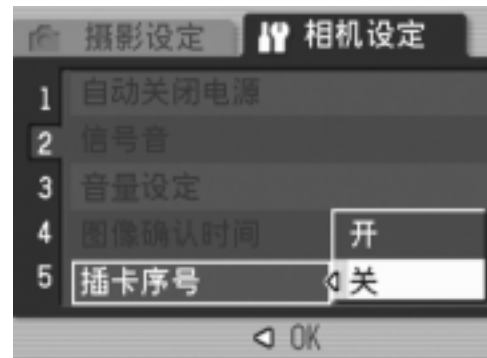 摄影设定 相机设定
1 自动关闭电源
2 信号音
3 音量设定
4 图像确认时间 开
5 插卡序号 关
OK